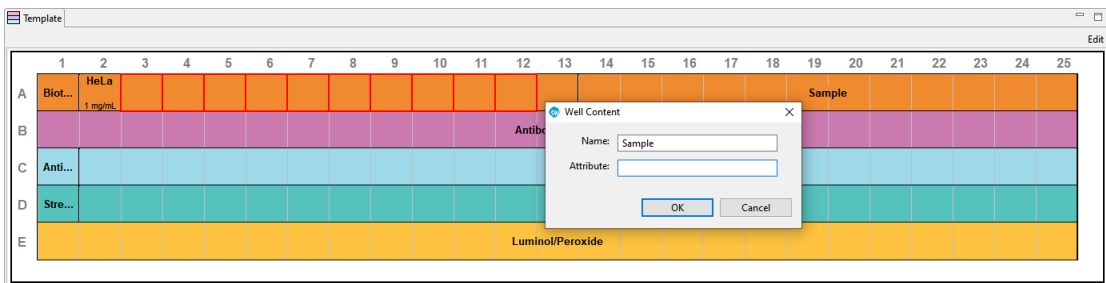 Template
Edit
1 2 3 4 5 6 7 8 9 10 11 12 13 14 15 16 17 18 19 20 21 22 23 24 25
A Biot... HeLa Sample
1 mg/mL
Well Content
B Antibo
Name: Sample
Attribute:
C Anti...
D Stre...
OK Cancel
E Luminol/Peroxide